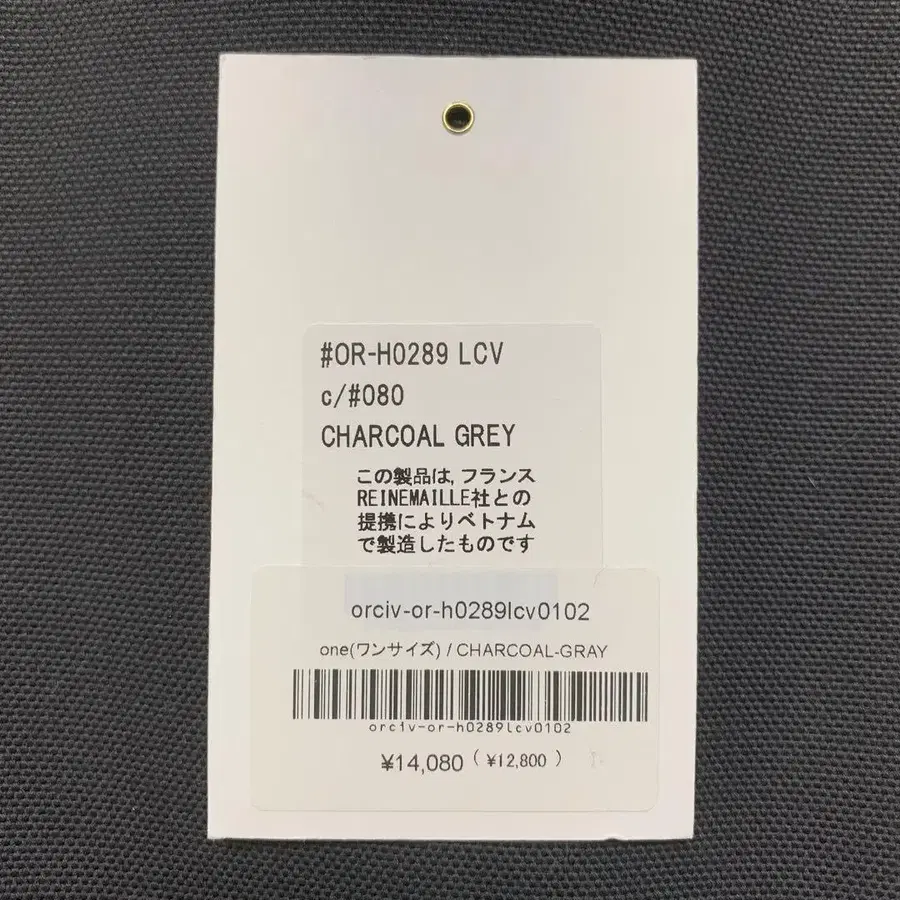 #OR-H0289 LCV
c/#080
CHARCOAL GREY
この製品は,フランス
REINEMAILLE社との
提携によりベトナム
で製造したものです
orciv-or-h0289lcv0102
one(ワンサイズ) / CHARCOAL-GRAY
orciv-or-h0289lcv0102
¥14,080 ( ¥12,800 )